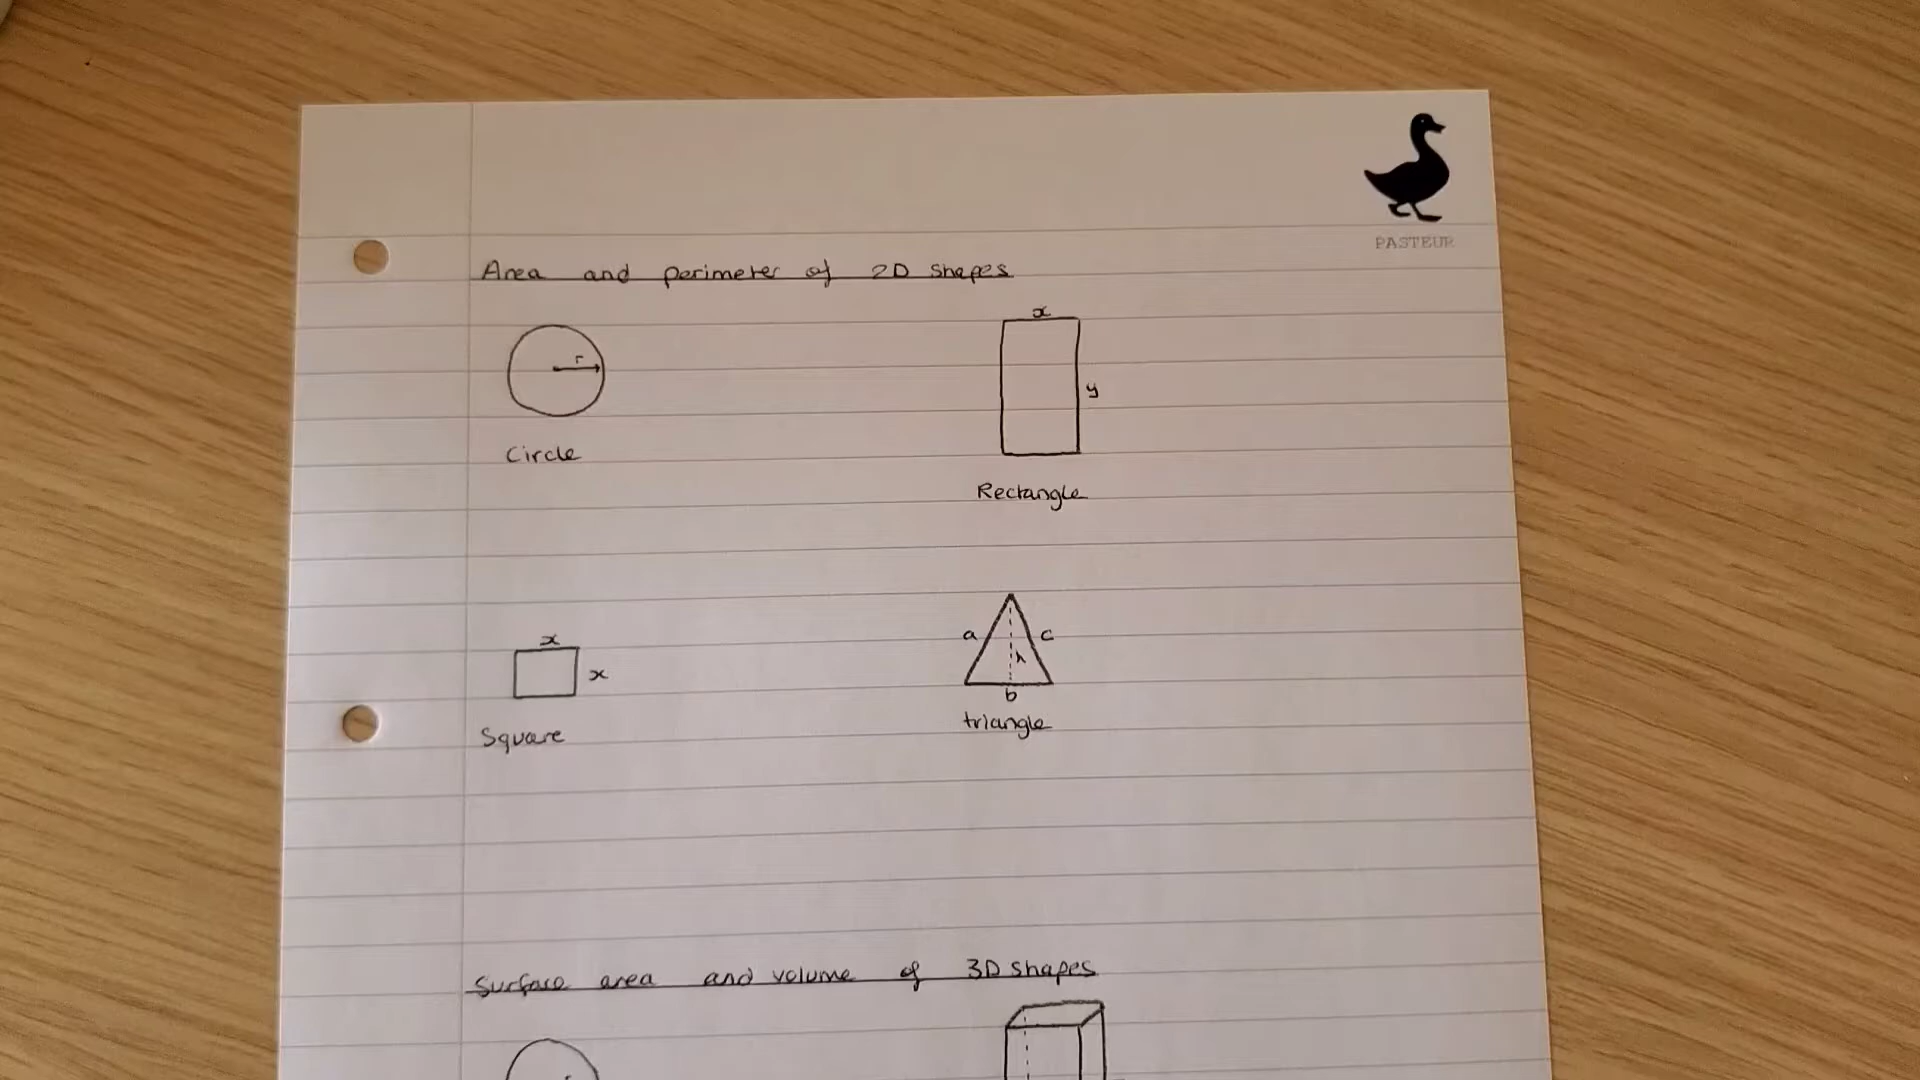 PASTEUR
Area and perimeter of 2D shapes
x
r
y
Circle
Rectangle
x
x
a
c
h
b
Square
triangle
Surface area and volume of 3D shapes